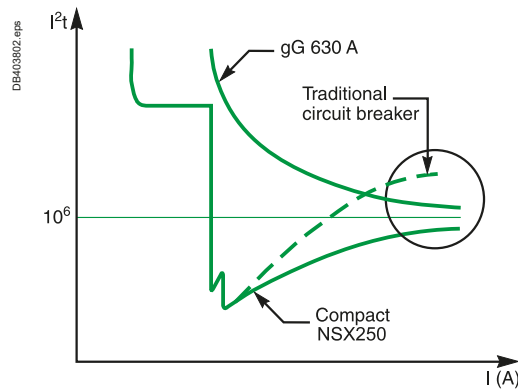 DB403802.eps
I²t
gG 630 A
Traditional
circuit breaker
10⁶
Compact
NSX250
I (A)